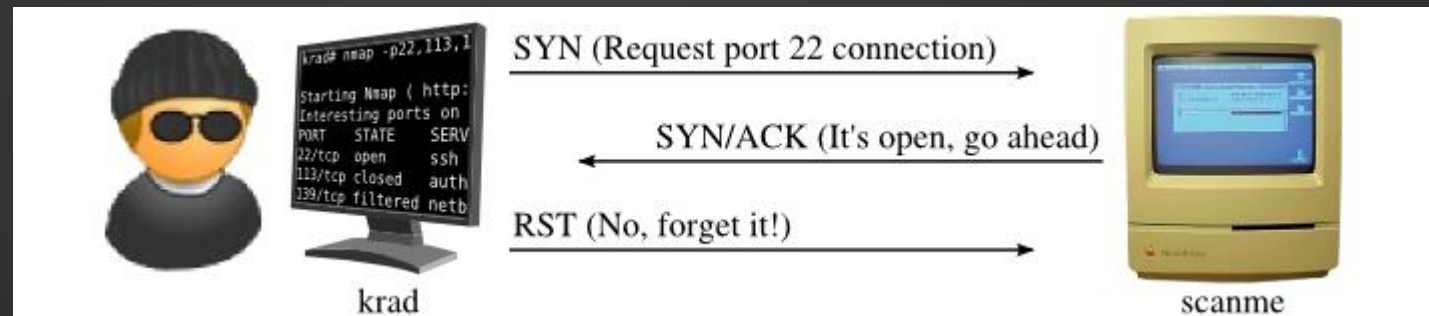 krad# nmap -p22,113,1
Starting Nmap ( http:
Interesting ports on
PORT STATE SERV
22/tcp open ssh
113/tcp closed auth
139/tcp filtered netb
SYN (Request port 22 connection)
SYN/ACK (It's open, go ahead)
RST (No, forget it!)
krad
scanme